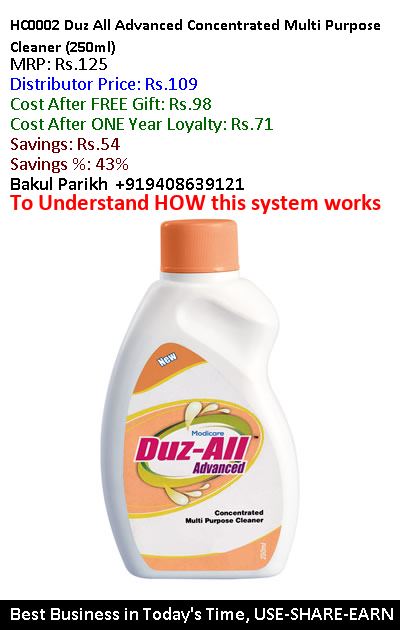 HC0002 Duz All Advanced Concentrated Multi Purpose
Cleaner (250ml)
MRP: Rs.125
Distributor Price: Rs.109
Cost After FREE Gift: Rs.98
Cost After ONE Year Loyalty: Rs.71
Savings: Rs.54
Savings %: 43%
Bakul Parikh +919408639121
To Understand HOW this system works
New
Modicare
Duz-All
Advanced
Concentrated
Multi Purpose Cleaner
250ml
Best Business in Today's Time, USE-SHARE-EARN